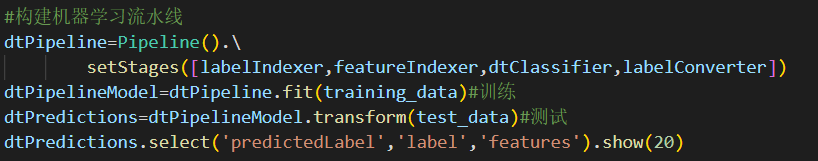 #构建机器学习流水线
dtPipeline=Pipeline().\
setStages([labelIndexer,featureIndexer,dtClassifier,labelConverter])
dtPipelineModel=dtPipeline.fit(training_data)#训练
dtPredictions=dtPipelineModel.transform(test_data)#测试
dtPredictions.select('predictedLabel','label','features').show(20)